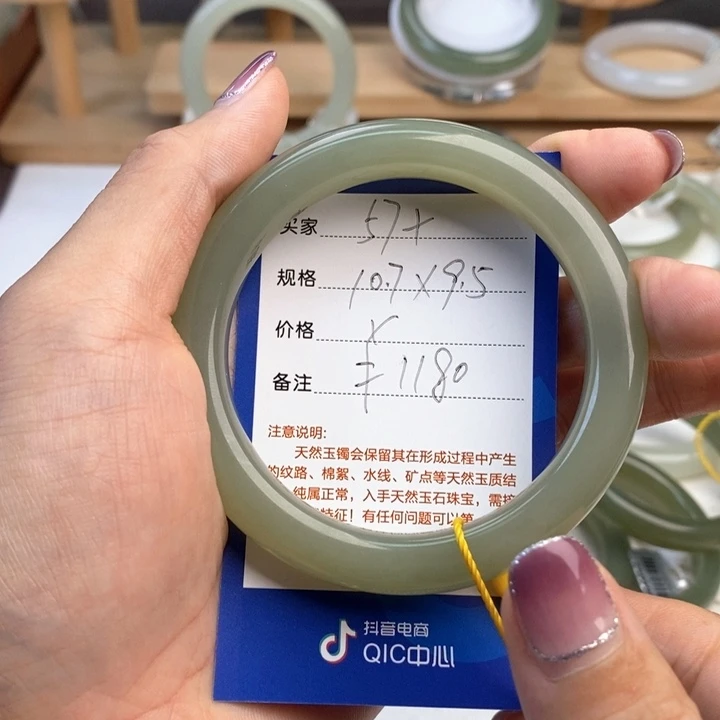 买家 57+
规格 10.7×9.5
价格
备注 1180
注意说明:
天然玉镯会保留其在形成过程中产生
的纹路、棉絮、水线、矿点等天然玉质结
纯属正常，入手天然玉石珠宝，需
特征！有任何问题可以第
抖音电商
QIC中心